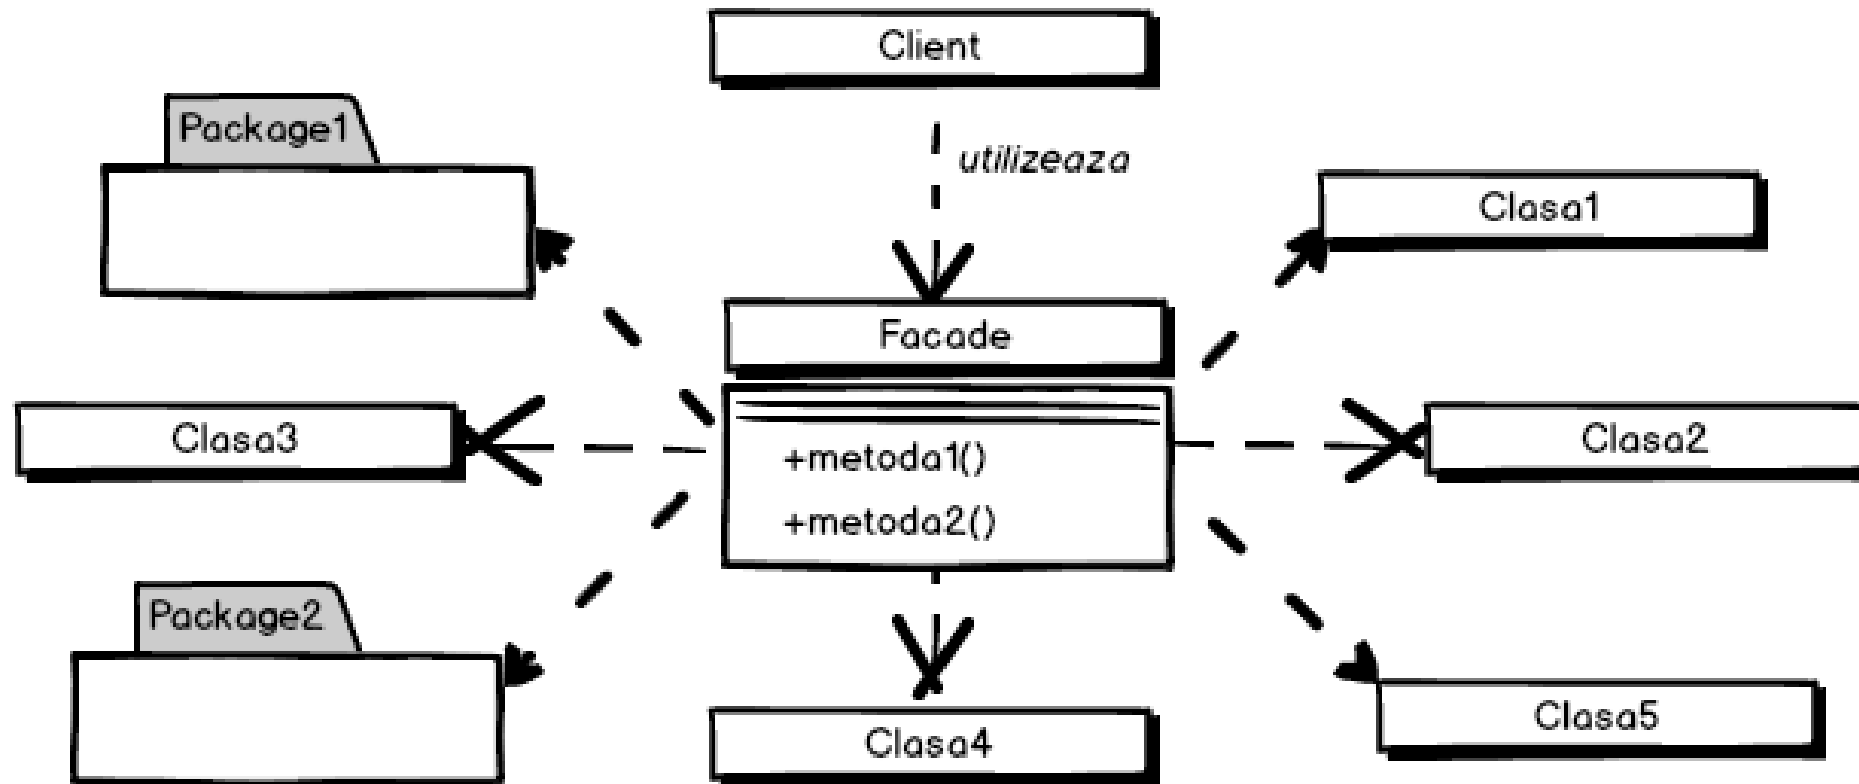 Client
Package1
utilizeaza
Clasa1
Facade
Clasa3
Clasa2
+metoda1()
+metoda2()
Package2
Clasa4
Clasa5